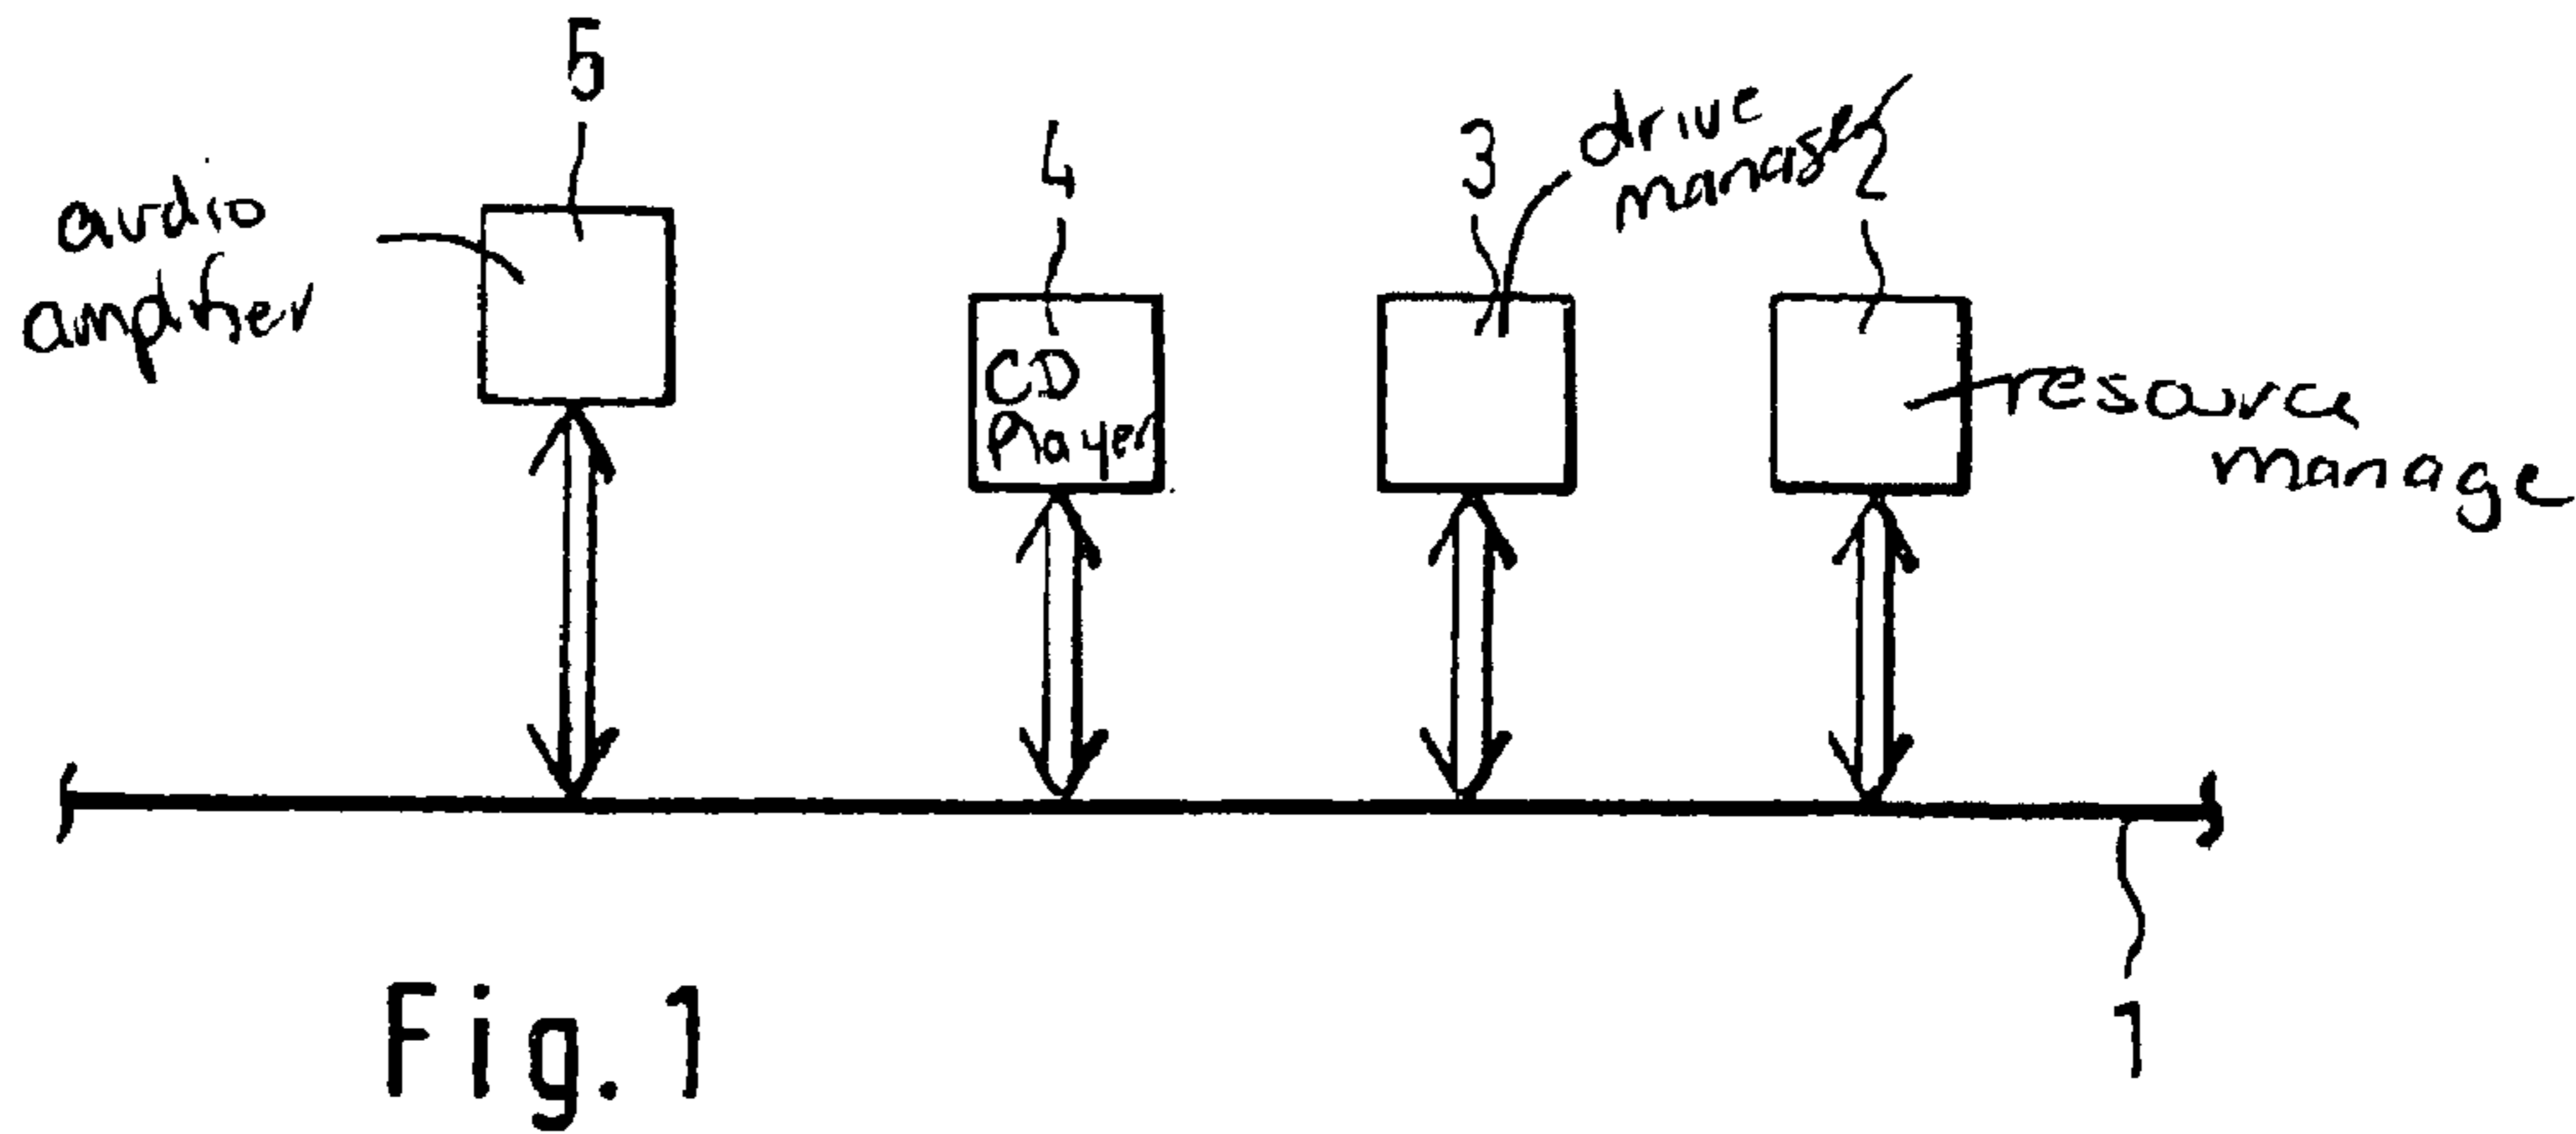 5
4
3
drive
manager
2
audio
amplifier
CD
Player
resource
manage
1
Fig. 1